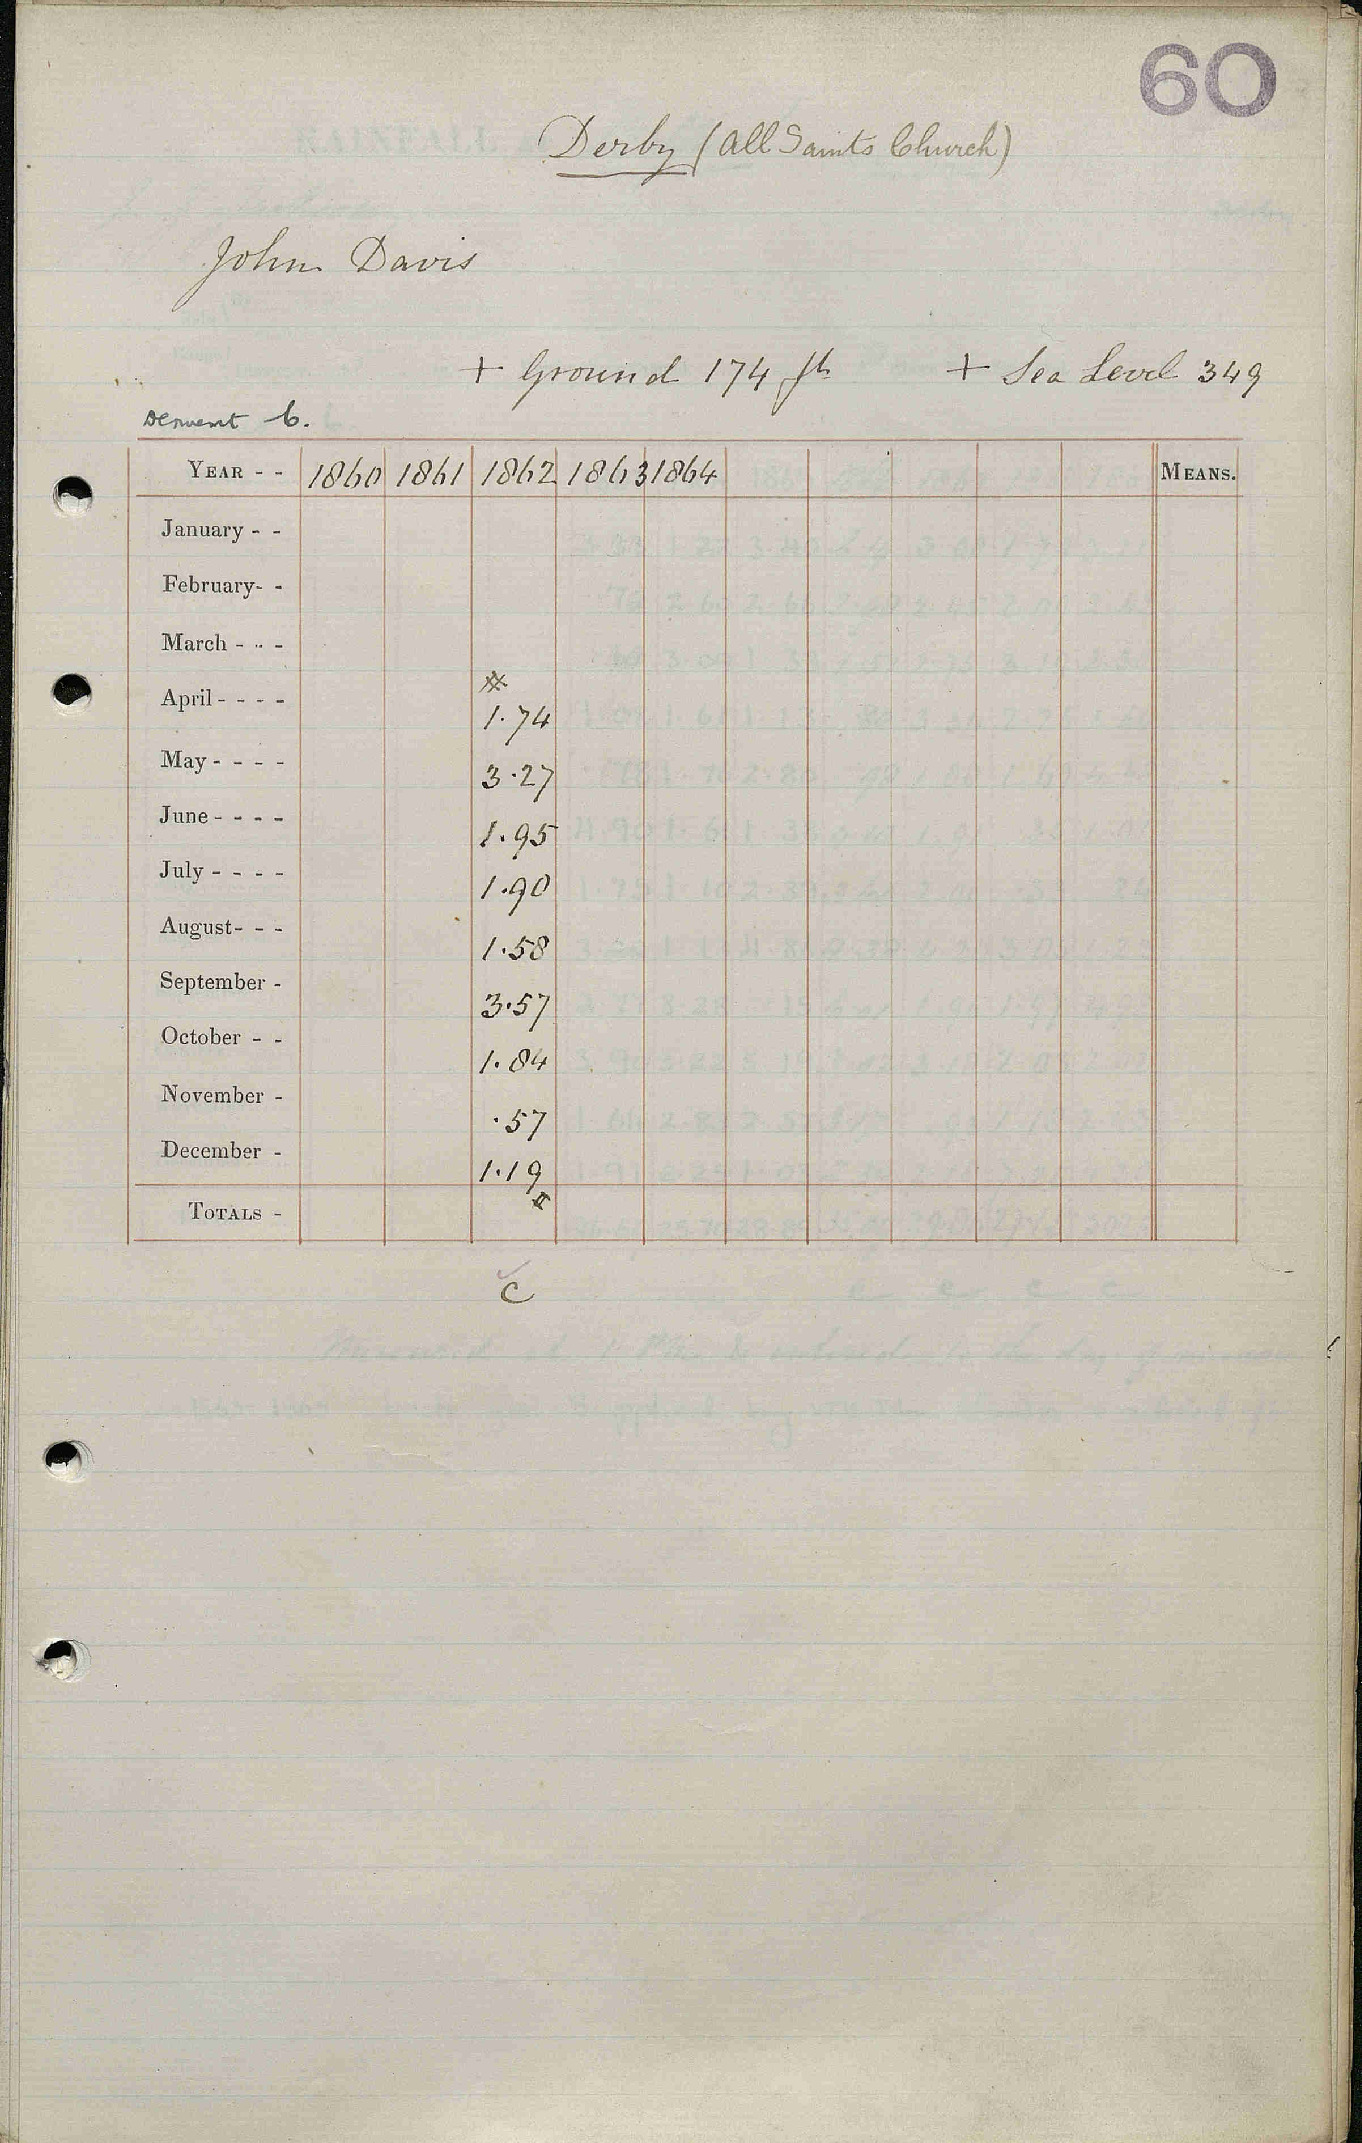 60
Derby (All Saints Church)
John Davis
+ Ground 174 ft + Sea Level 349
Derwent 6.
YEAR - - 1860 1861 1862 1863 1864 MEANS.
January - -
February- -
March - - -
April - - - - 1.74
May - - - - 3.27
June - - - - 1.95
July - - - - 1.90
August- - - 1.58
September - 3.57
October - - 1.84
November - .57
December - 1.19
TOTALS -
C